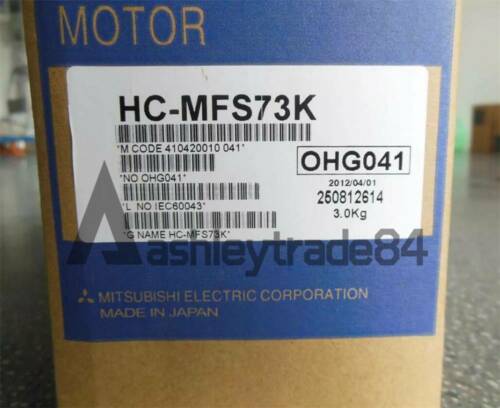 MOTOR
HC-MFS73K
*M CODE 410420010 041*
*NO OHG041*
*L NO IEC60043*
*G NAME HC-MFS73K*
OHG041
2012/04/01
250812614
3.0Kg
Aashleytrade84
MITSUBISHI ELECTRIC CORPORATION
MADE IN JAPAN